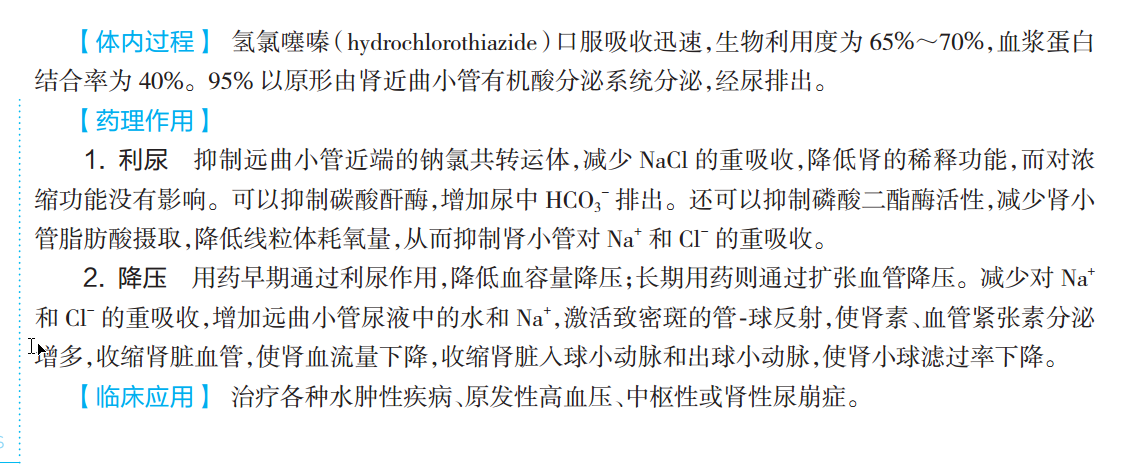 【体内过程】 氢氯噻嗪(hydrochlorothiazide)口服吸收迅速,生物利用度为 65%～70%,血浆蛋白
结合率为 40%。95% 以原形由肾近曲小管有机酸分泌系统分泌,经尿排出。
【药理作用】
1. 利尿 抑制远曲小管近端的钠氯共转运体,减少 NaCl 的重吸收,降低肾的稀释功能,而对浓
缩功能没有影响。可以抑制碳酸酐酶,增加尿中 HCO₃⁻ 排出。还可以抑制磷酸二酯酶活性,减少肾小
管脂肪酸摄取,降低线粒体耗氧量,从而抑制肾小管对 Na⁺ 和 Cl⁻ 的重吸收。
2. 降压 用药早期通过利尿作用,降低血容量降压;长期用药则通过扩张血管降压。减少对 Na⁺
和 Cl⁻ 的重吸收,增加远曲小管尿液中的水和 Na⁺,激活致密斑的管-球反射,使肾素、血管紧张素分泌
增多,收缩肾脏血管,使肾血流量下降,收缩肾脏入球小动脉和出球小动脉,使肾小球滤过率下降。
【临床应用】 治疗各种水肿性疾病、原发性高血压、中枢性或肾性尿崩症。